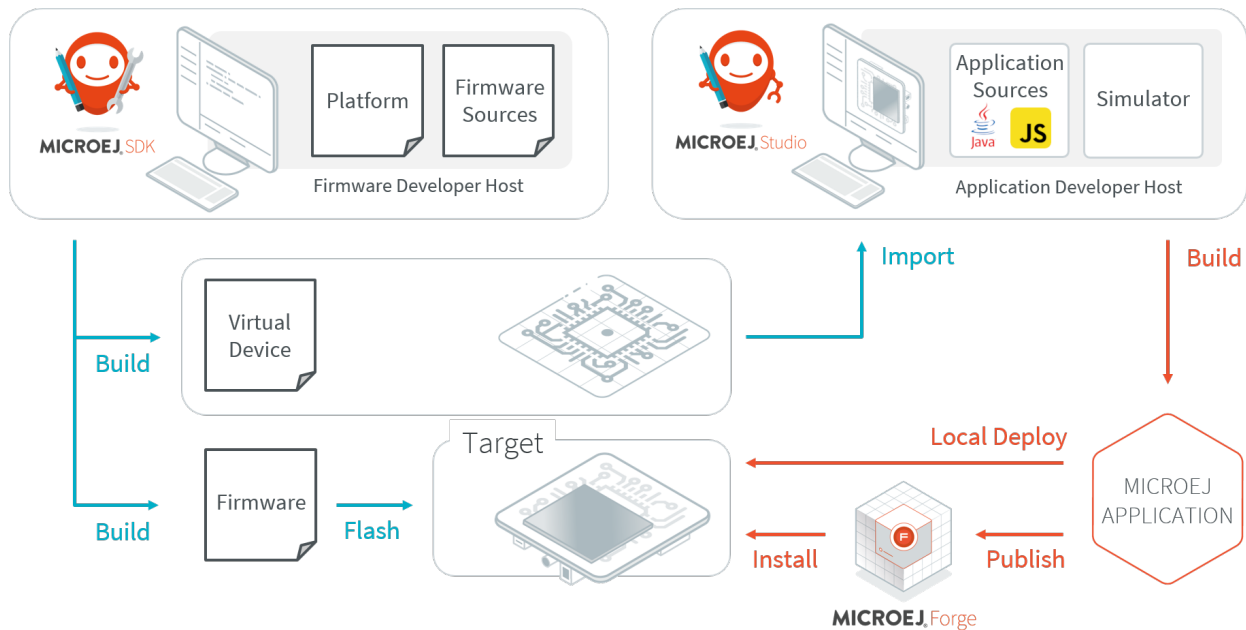 MICROEJ® SDK
Platform
Firmware
Sources
Firmware Developer Host
MICROEJ® Studio
Application
Sources
Java
JS
Simulator
Application Developer Host
Import
Build
Virtual
Device
Build
Target
Local Deploy
MICROEJ
APPLICATION
Firmware
Build
Flash
Install
F
Publish
MICROEJ® Forge